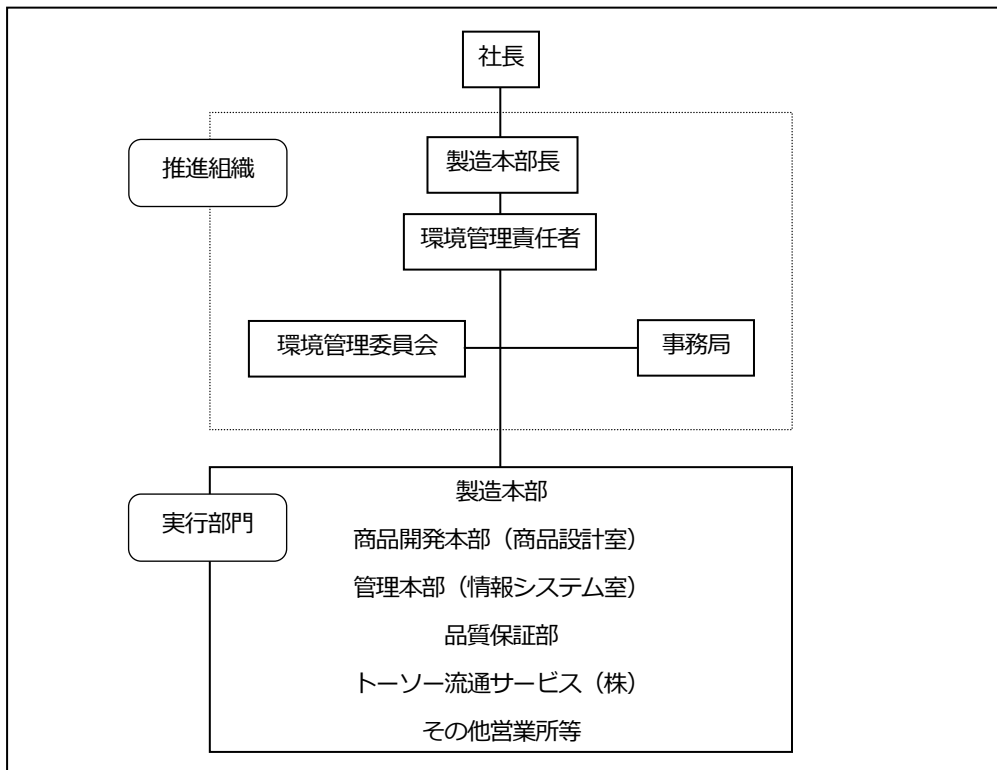 社長
推進組織
製造本部長
環境管理責任者
環境管理委員会
事務局
実行部門
製造本部
商品開発本部（商品設計室）
管理本部（情報システム室）
品質保証部
トーソー流通サービス（株）
その他営業所等